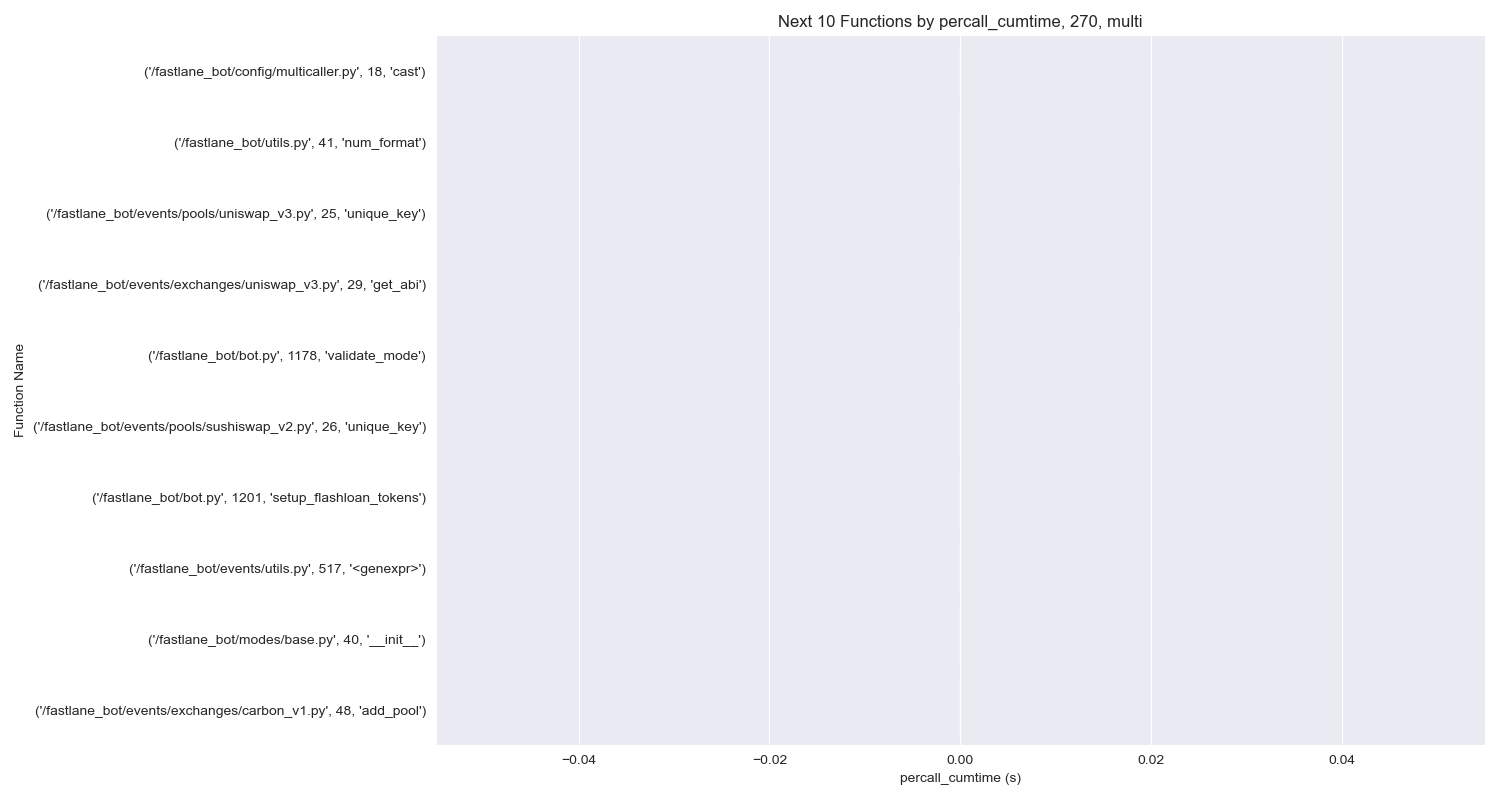 Next 10 Functions by percall_cumtime, 270, multi
('/fastlane_bot/config/multicaller.py', 18, 'cast')
('/fastlane_bot/utils.py', 41, 'num_format')
('/fastlane_bot/events/pools/uniswap_v3.py', 25, 'unique_key')
('/fastlane_bot/events/exchanges/uniswap_v3.py', 29, 'get_abi')
('/fastlane_bot/bot.py', 1178, 'validate_mode')
('/fastlane_bot/events/pools/sushiswap_v2.py', 26, 'unique_key')
('/fastlane_bot/bot.py', 1201, 'setup_flashloan_tokens')
('/fastlane_bot/events/utils.py', 517, '<genexpr>')
('/fastlane_bot/modes/base.py', 40, '__init__')
('/fastlane_bot/events/exchanges/carbon_v1.py', 48, 'add_pool')
Function Name
−0.04 −0.02 0.00 0.02 0.04
percall_cumtime (s)